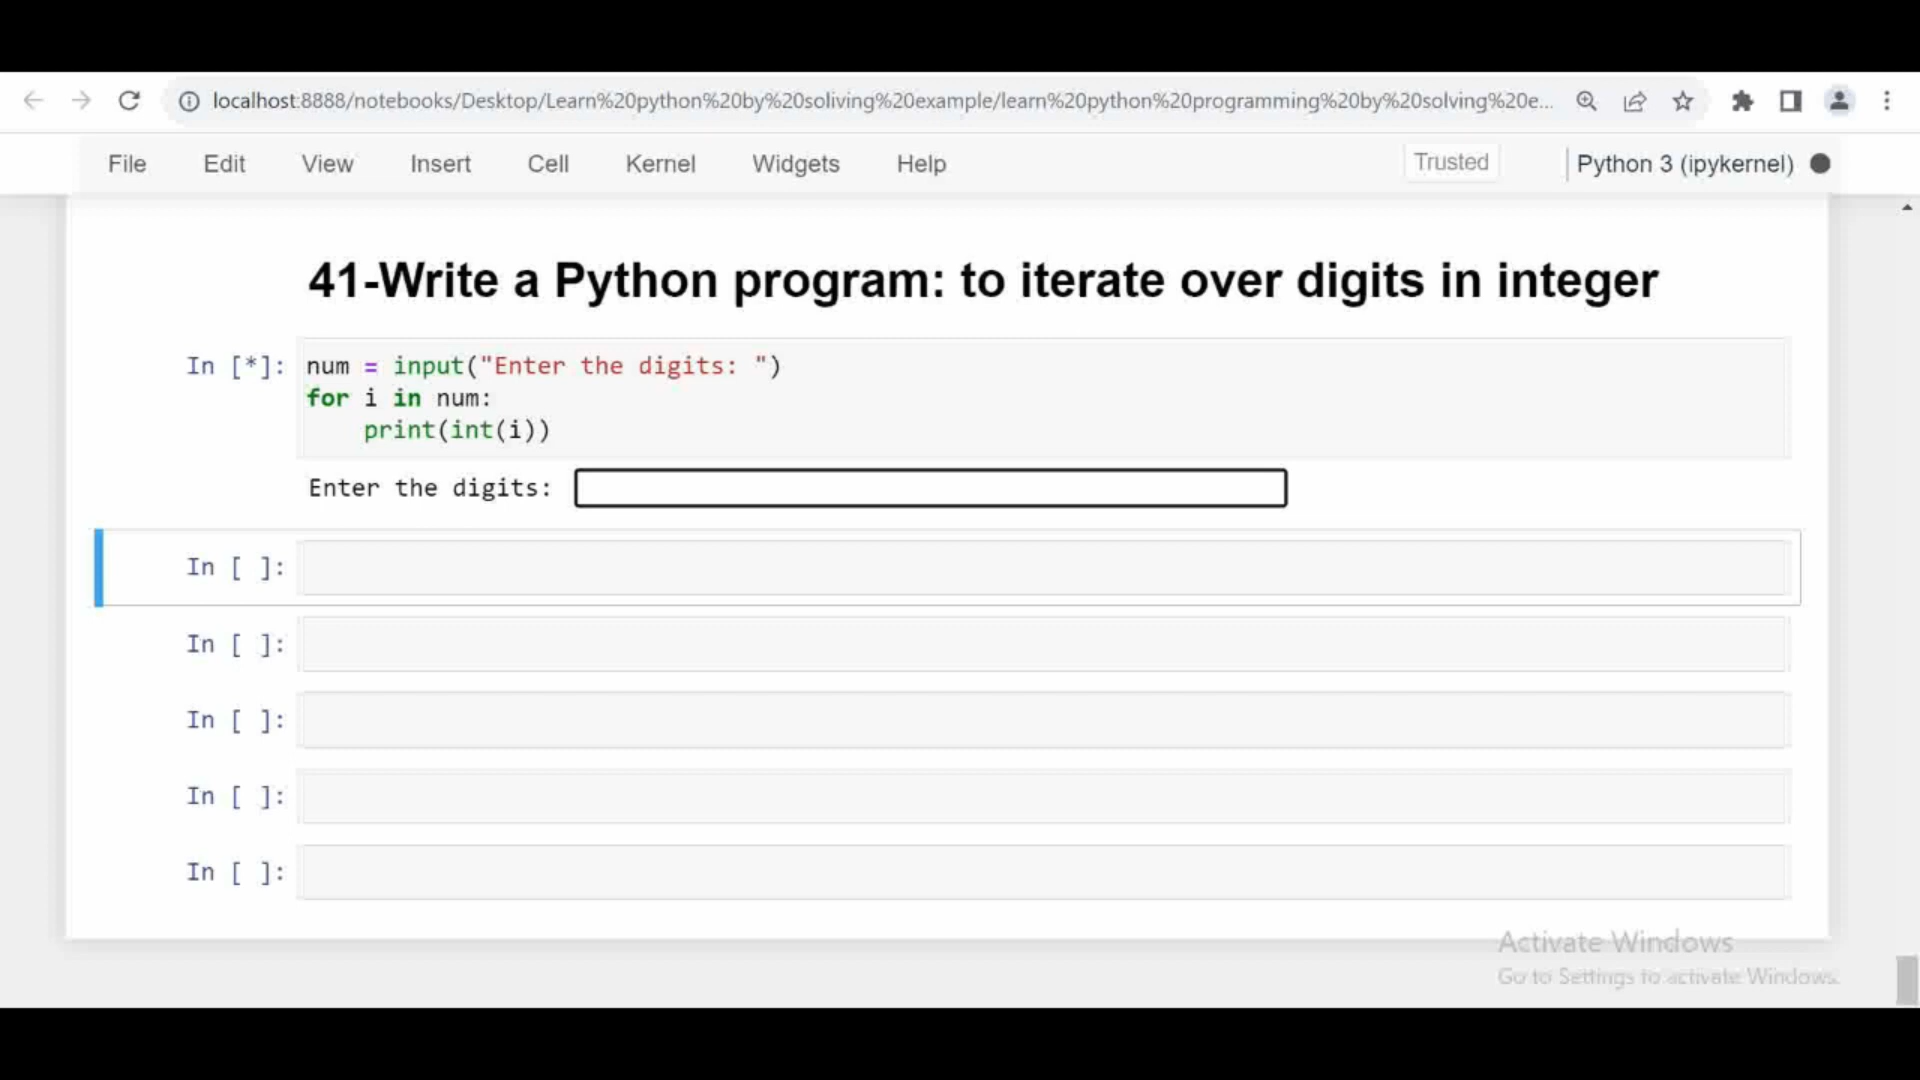 localhost:8888/notebooks/Desktop/Learn%20python%20by%20soliving%20example/learn%20python%20programming%20by%20solving%20e...
File Edit View Insert Cell Kernel Widgets Help Trusted Python 3 (ipykernel)
41-Write a Python program: to iterate over digits in integer
In [*]: num = input("Enter the digits: ")
for i in num:
    print(int(i))
Enter the digits:
In [ ]:
In [ ]:
In [ ]:
In [ ]:
In [ ]:
Activate Windows
Go to Settings to activate Windows.